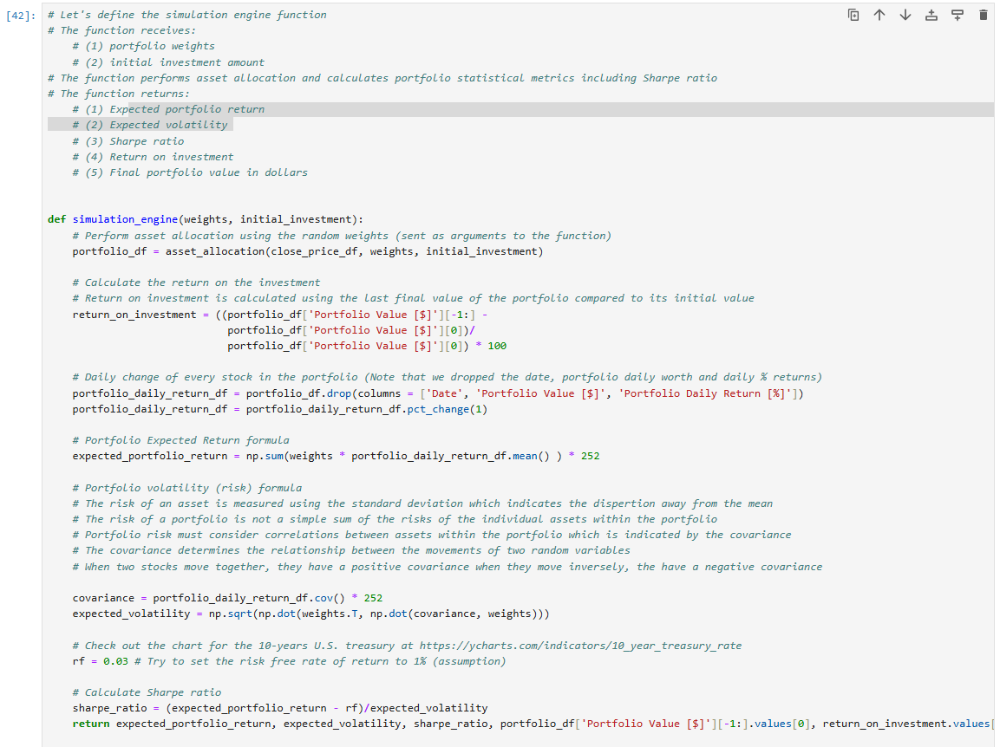 [42]:
# Let's define the simulation engine function
# The function receives:
    # (1) portfolio weights
    # (2) initial investment amount
# The function performs asset allocation and calculates portfolio statistical metrics including Sharpe ratio
# The function returns:
    # (1) Expected portfolio return
    # (2) Expected volatility
    # (3) Sharpe ratio
    # (4) Return on investment
    # (5) Final portfolio value in dollars
def simulation_engine(weights, initial_investment):
    # Perform asset allocation using the random weights (sent as arguments to the function)
    portfolio_df = asset_allocation(close_price_df, weights, initial_investment)
    # Calculate the return on the investment
    # Return on investment is calculated using the last final value of the portfolio compared to its initial value
    return_on_investment = ((portfolio_df['Portfolio Value [$]'][-1:] -
                             portfolio_df['Portfolio Value [$]'][0])/
                             portfolio_df['Portfolio Value [$]'][0]) * 100
    # Daily change of every stock in the portfolio (Note that we dropped the date, portfolio daily worth and daily % returns)
    portfolio_daily_return_df = portfolio_df.drop(columns = ['Date', 'Portfolio Value [$]', 'Portfolio Daily Return [%]'])
    portfolio_daily_return_df = portfolio_daily_return_df.pct_change(1)
    # Portfolio Expected Return formula
    expected_portfolio_return = np.sum(weights * portfolio_daily_return_df.mean() ) * 252
    # Portfolio volatility (risk) formula
    # The risk of an asset is measured using the standard deviation which indicates the dispertion away from the mean
    # The risk of a portfolio is not a simple sum of the risks of the individual assets within the portfolio
    # Portfolio risk must consider correlations between assets within the portfolio which is indicated by the covariance
    # The covariance determines the relationship between the movements of two random variables
    # When two stocks move together, they have a positive covariance when they move inversely, the have a negative covariance
    covariance = portfolio_daily_return_df.cov() * 252
    expected_volatility = np.sqrt(np.dot(weights.T, np.dot(covariance, weights)))
    # Check out the chart for the 10-years U.S. treasury at https://ycharts.com/indicators/10_year_treasury_rate
    rf = 0.03 # Try to set the risk free rate of return to 1% (assumption)
    # Calculate Sharpe ratio
    sharpe_ratio = (expected_portfolio_return - rf)/expected_volatility
    return expected_portfolio_return, expected_volatility, sharpe_ratio, portfolio_df['Portfolio Value [$]'][-1:].values[0], return_on_investment.values[